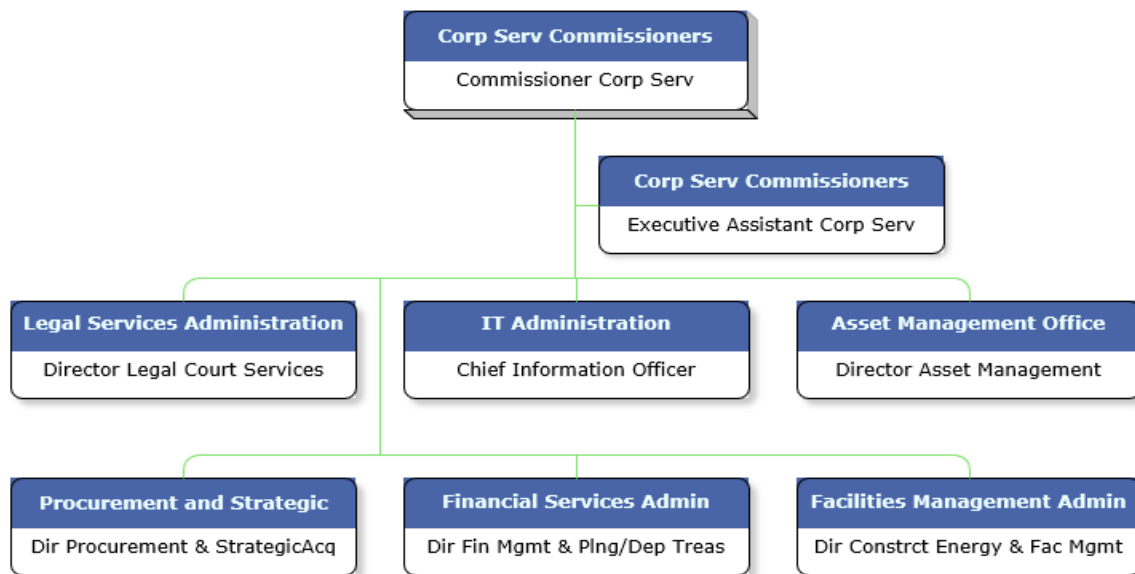 Corp Serv Commissioners
Commissioner Corp Serv
Corp Serv Commissioners
Executive Assistant Corp Serv
Legal Services Administration
Director Legal Court Services
IT Administration
Chief Information Officer
Asset Management Office
Director Asset Management
Procurement and Strategic
Dir Procurement & StrategicAcq
Financial Services Admin
Dir Fin Mgmt & Plng/Dep Treas
Facilities Management Admin
Dir Constrct Energy & Fac Mgmt